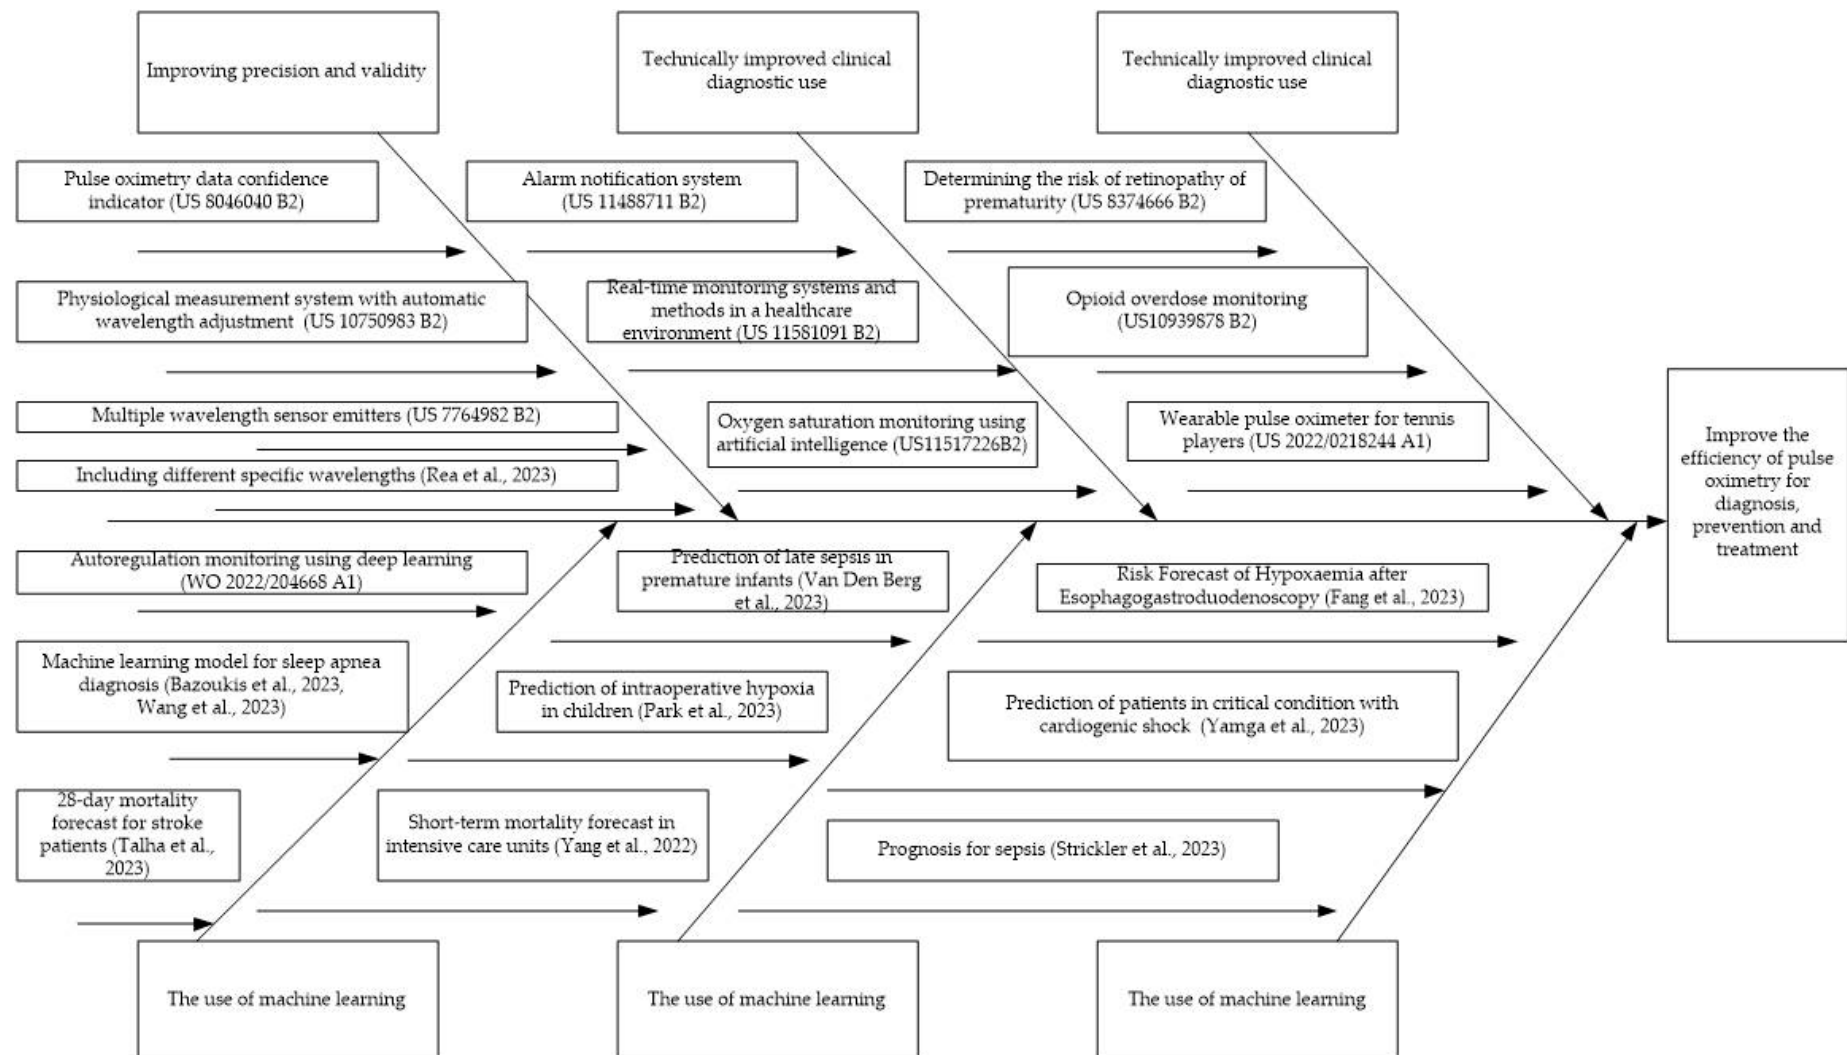 Improving precision and validity
Technically improved clinical
diagnostic use
Technically improved clinical
diagnostic use
Pulse oximetry data confidence
indicator (US 8046040 B2)
Alarm notification system
(US 11488711 B2)
Determining the risk of retinopathy of
prematurity (US 8374666 B2)
Physiological measurement system with automatic
wavelength adjustment (US 10750983 B2)
Real-time monitoring systems and
methods in a healthcare
environment (US 11581091 B2)
Opioid overdose monitoring
(US10939878 B2)
Multiple wavelength sensor emitters (US 7764982 B2)
Oxygen saturation monitoring using
artificial intelligence (US11517226B2)
Wearable pulse oximeter for tennis
players (US 2022/0218244 A1)
Including different specific wavelengths (Rea et al., 2023)
Improve the
efficiency of pulse
oximetry for
diagnosis,
prevention and
treatment
Autoregulation monitoring using deep learning
(WO 2022/204668 A1)
Prediction of late sepsis in
premature infants (Van Den Berg
et al., 2023)
Risk Forecast of Hypoxaemia after
Esophagogastroduodenoscopy (Fang et al., 2023)
Machine learning model for sleep apnea
diagnosis (Bazoukis et al., 2023,
Wang et al., 2023)
Prediction of intraoperative hypoxia
in children (Park et al., 2023)
Prediction of patients in critical condition with
cardiogenic shock (Yamga et al., 2023)
28-day mortality
forecast for stroke
patients (Talha et al.,
2023)
Short-term mortality forecast in
intensive care units (Yang et al., 2022)
Prognosis for sepsis (Strickler et al., 2023)
The use of machine learning
The use of machine learning
The use of machine learning